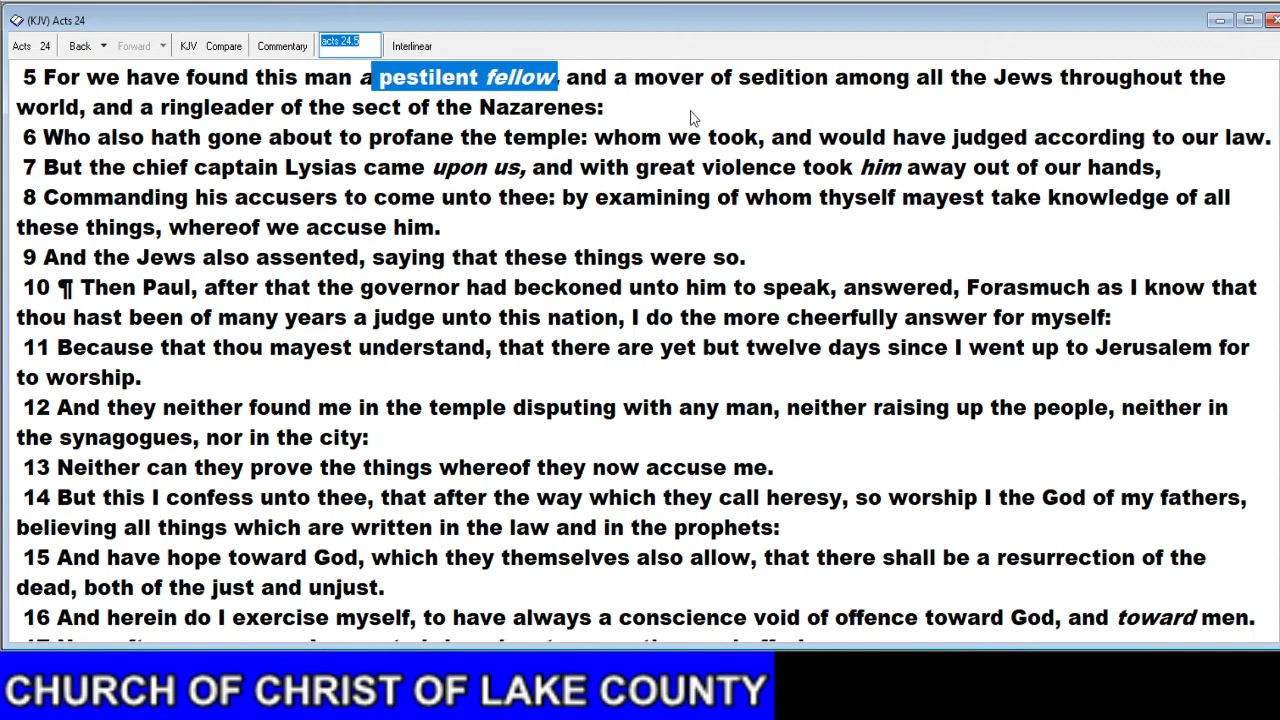 (KJV) Acts 24
Acts 24 Back Forward KJV Compare Commentary acts 24.5 Interlinear
5 For we have found this man a pestilent fellow, and a mover of sedition among all the Jews throughout the
world, and a ringleader of the sect of the Nazarenes:
6 Who also hath gone about to profane the temple: whom we took, and would have judged according to our law.
7 But the chief captain Lysias came upon us, and with great violence took him away out of our hands,
8 Commanding his accusers to come unto thee: by examining of whom thyself mayest take knowledge of all
these things, whereof we accuse him.
9 And the Jews also assented, saying that these things were so.
10 ¶ Then Paul, after that the governor had beckoned unto him to speak, answered, Forasmuch as I know that
thou hast been of many years a judge unto this nation, I do the more cheerfully answer for myself:
11 Because that thou mayest understand, that there are yet but twelve days since I went up to Jerusalem for
to worship.
12 And they neither found me in the temple disputing with any man, neither raising up the people, neither in
the synagogues, nor in the city:
13 Neither can they prove the things whereof they now accuse me.
14 But this I confess unto thee, that after the way which they call heresy, so worship I the God of my fathers,
believing all things which are written in the law and in the prophets:
15 And have hope toward God, which they themselves also allow, that there shall be a resurrection of the
dead, both of the just and unjust.
16 And herein do I exercise myself, to have always a conscience void of offence toward God, and toward men.
CHURCH OF CHRIST OF LAKE COUNTY